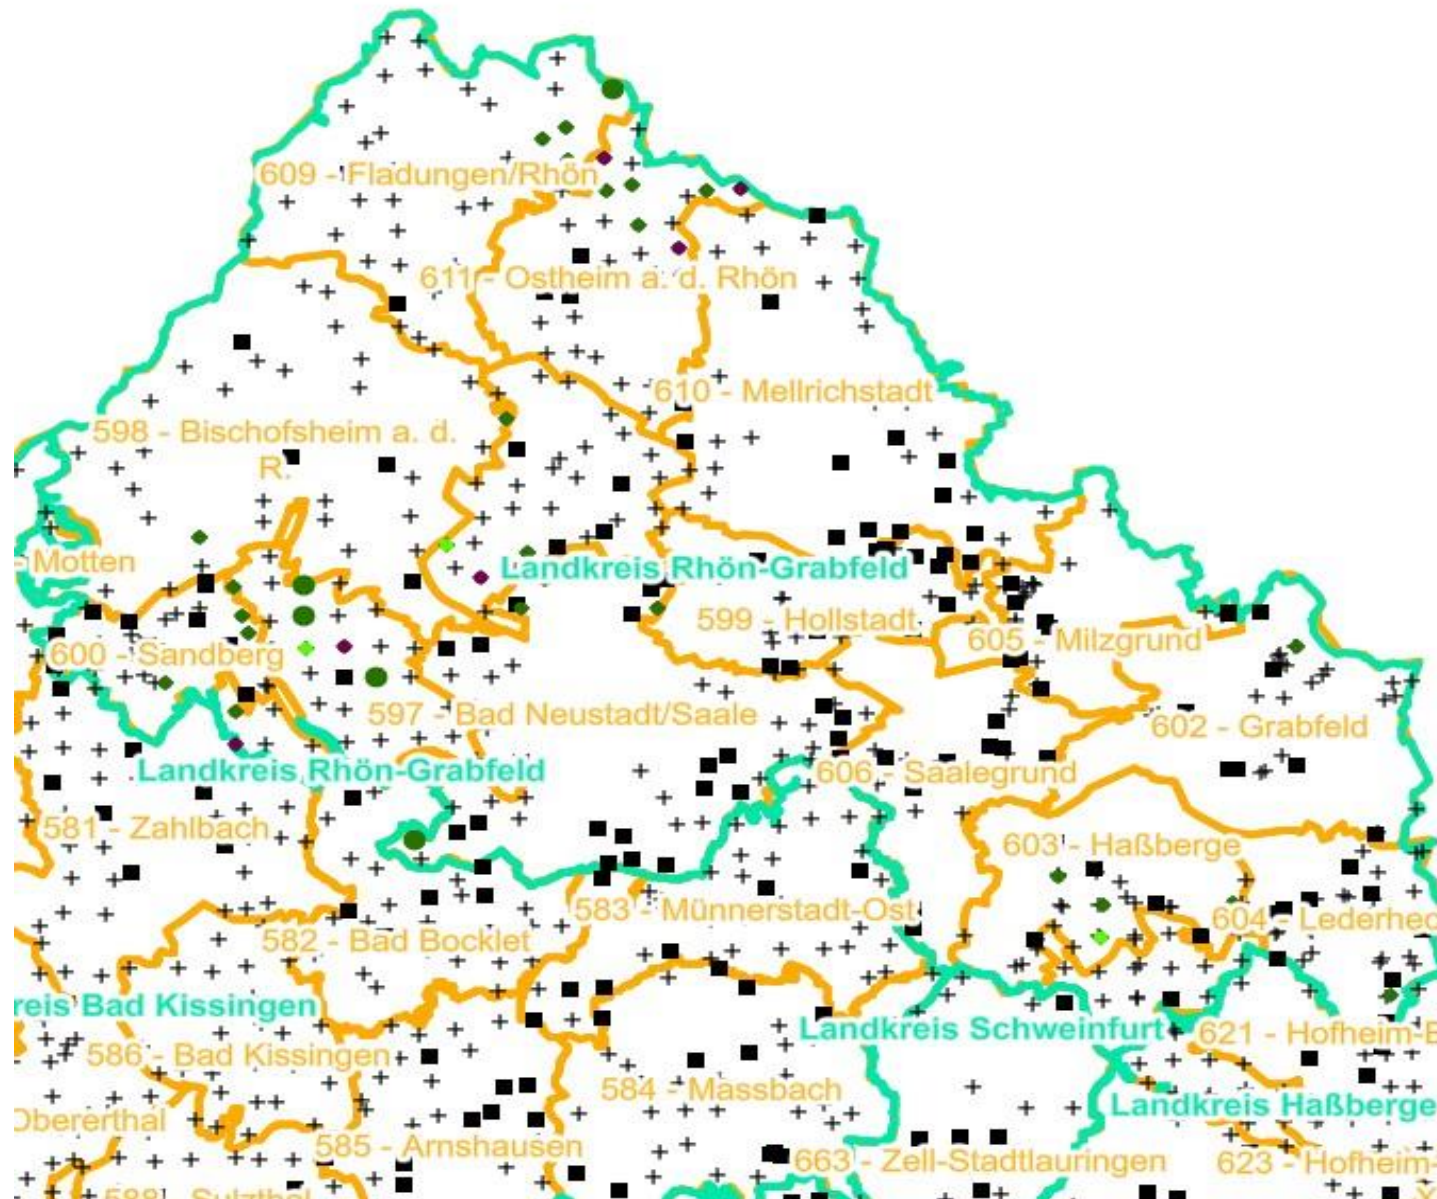 609 - Fladungen/Rhön
611 - Ostheim a. d. Rhön
610 - Mellrichstadt
598 - Bischofsheim a. d.
R.
- Motten
Landkreis Rhön-Grabfeld
599 - Hollstadt
605 - Milzgrund
600 - Sandberg
597 - Bad Neustadt/Saale
602 - Grabfeld
Landkreis Rhön-Grabfeld
606 - Saalegrund
581 - Zahlbach
603 - Haßberge
583 - Münnerstadt-Ost
604 - Lederhec
582 - Bad Bocklet
reis Bad Kissingen
Landkreis Schweinfurt
621 - Hofheim-
586 - Bad Kissingen
584 - Massbach
Landkreis Haßberge
Obererthal
585 - Arnshausen
663 - Zell-Stadtlauringen
623 - Hofheim-
588 - Sulzthal